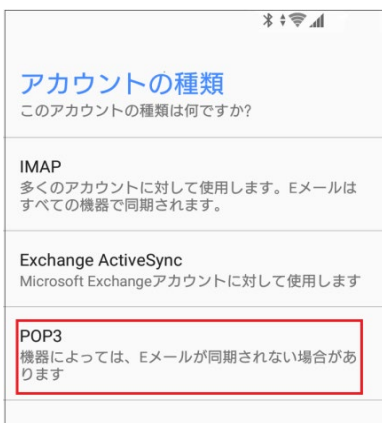 アカウントの種類
このアカウントの種類は何ですか?
IMAP
多くのアカウントに対して使用します。Eメールは
すべての機器で同期されます。
Exchange ActiveSync
Microsoft Exchangeアカウントに対して使用します
POP3
機器によっては、Eメールが同期されない場合があ
ります